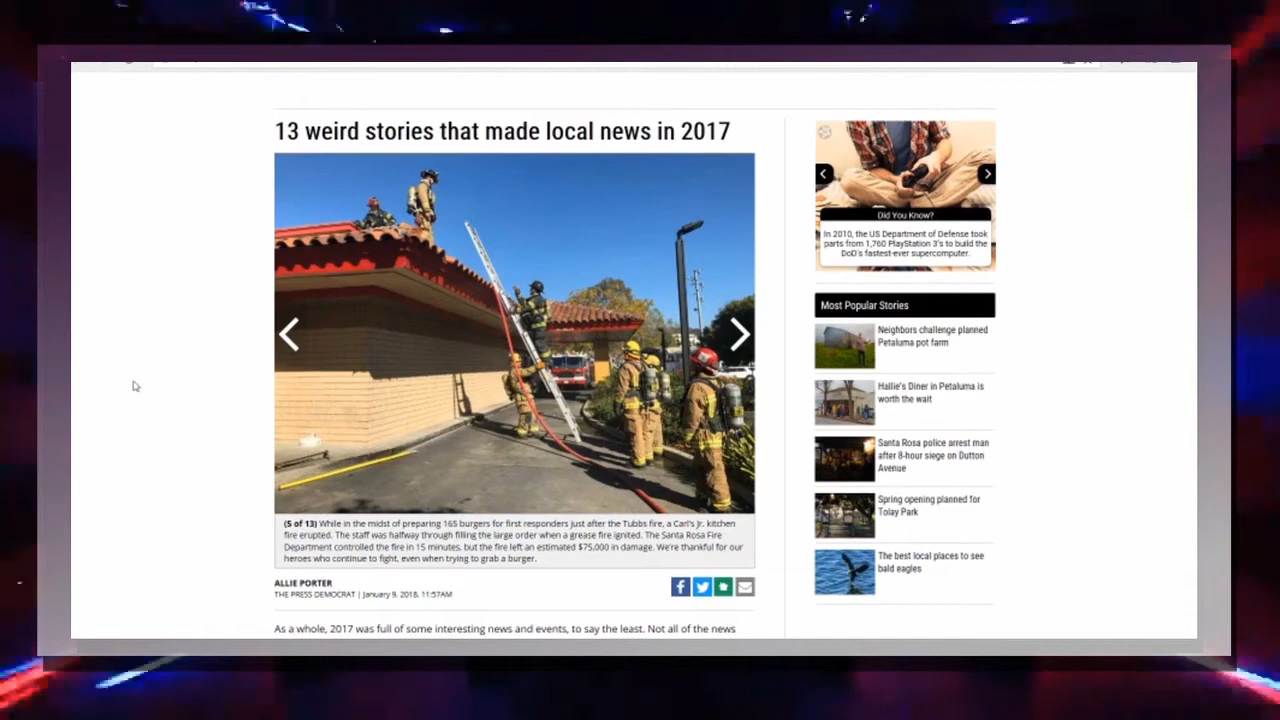 13 weird stories that made local news in 2017
(5 of 13) While in the midst of preparing 165 burgers for first responders just after the Tubbs fire, a Carl's Jr. kitchen
fire erupted. The staff was halfway through filling the large order when a grease fire ignited. The Santa Rosa Fire
Department controlled the fire in 15 minutes, but the fire left an estimated $75,000 in damage. We're thankful for our
heroes who continue to fight, even when trying to grab a burger.
ALLIE PORTER
THE PRESS DEMOCRAT | January 9, 2018, 11:57AM
As a whole, 2017 was full of some interesting news and events, to say the least. Not all of the news
Did You Know?
In 2010, the US Department of Defense took
parts from 1,760 PlayStation 3's to build the
DoD's fastest-ever supercomputer.
Most Popular Stories
Neighbors challenge planned
Petaluma pot farm
Hallie's Diner in Petaluma is
worth the wait
Santa Rosa police arrest man
after 8-hour siege on Dutton
Avenue
Spring opening planned for
Tolay Park
The best local places to see
bald eagles